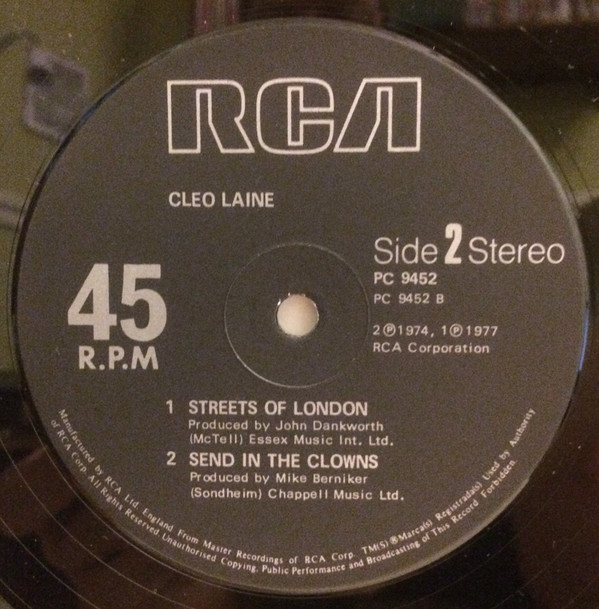 RCA
CLEO LAINE
Side 2 Stereo
PC 9452
PC 9452 B
45
R.P.M
2 Ⓟ 1974, 1 Ⓟ 1977
RCA Corporation
1 STREETS OF LONDON
Produced by John Dankworth
(McTell) Essex Music Int. Ltd.
2 SEND IN THE CLOWNS
Produced by Mike Berniker
(Sondheim) Chappell Music Ltd.
Manufactured by RCA Ltd. England From Master Recordings of RCA Corp. TM(S)®Marca(s) Registrada(s) Used by Authority
of RCA Corp. All Rights Reserved Unauthorised Copying, Public Performance and Broadcasting of This Record Forbidden.